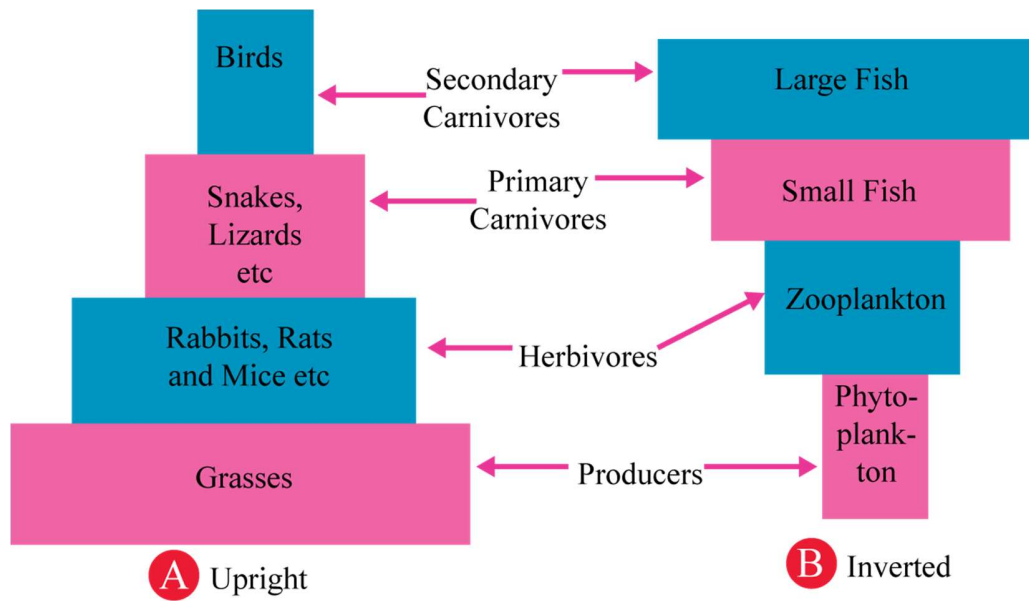 Birds
Secondary
Carnivores
Large Fish
Snakes,
Lizards
etc
Primary
Carnivores
Small Fish
Rabbits, Rats
and Mice etc
Herbivores
Zooplankton
Grasses
Producers
Phyto-
plank-
ton
A Upright
B Inverted